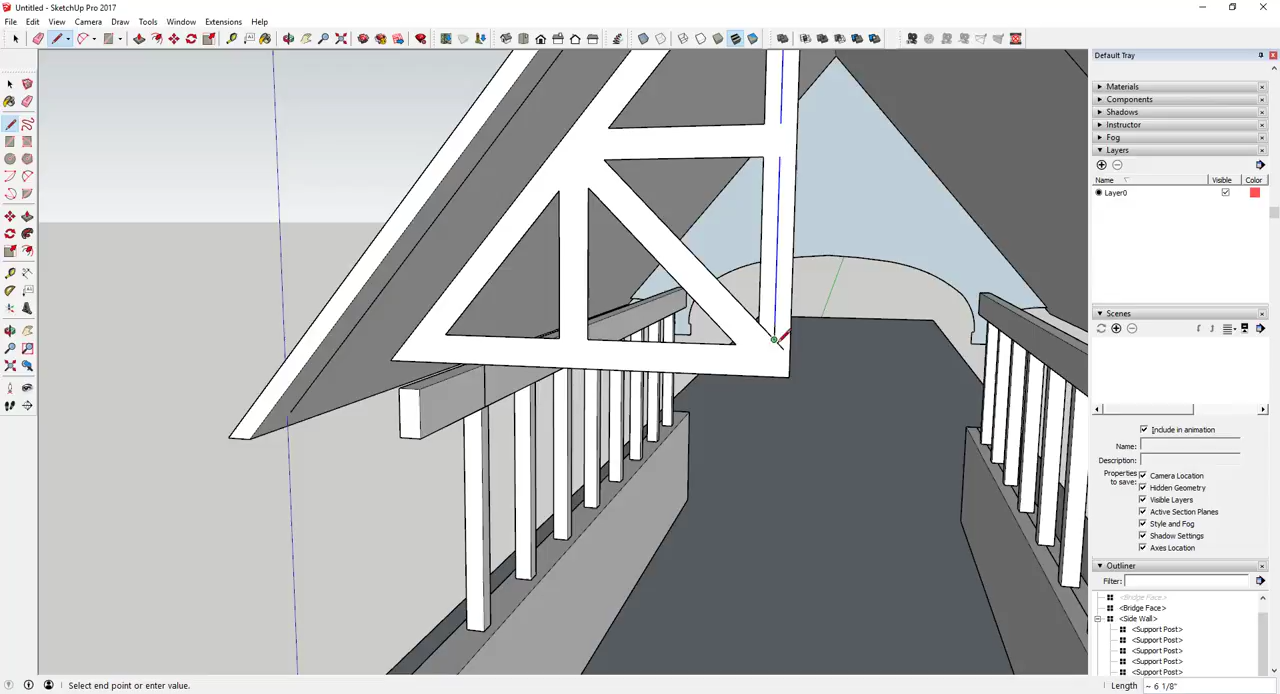 Untitled - SketchUp Pro 2017
File Edit View Camera Draw Tools Window Extensions Help
Default Tray
Materials
Components
Shadows
Instructor
Fog
Layers
Name Visible Color
Layer0
Scenes
Include in animation
Name:
Description:
Properties to save:
Camera Location
Hidden Geometry
Visible Layers
Active Section Planes
Style and Fog
Shadow Settings
Axes Location
Outliner
Filter:
<Bridge Face>
<Bridge Face>
<Side Wall>
<Support Post>
<Support Post>
<Support Post>
<Support Post>
<Support Post>
Select end point or enter value.
Length ~ 6 1/8"